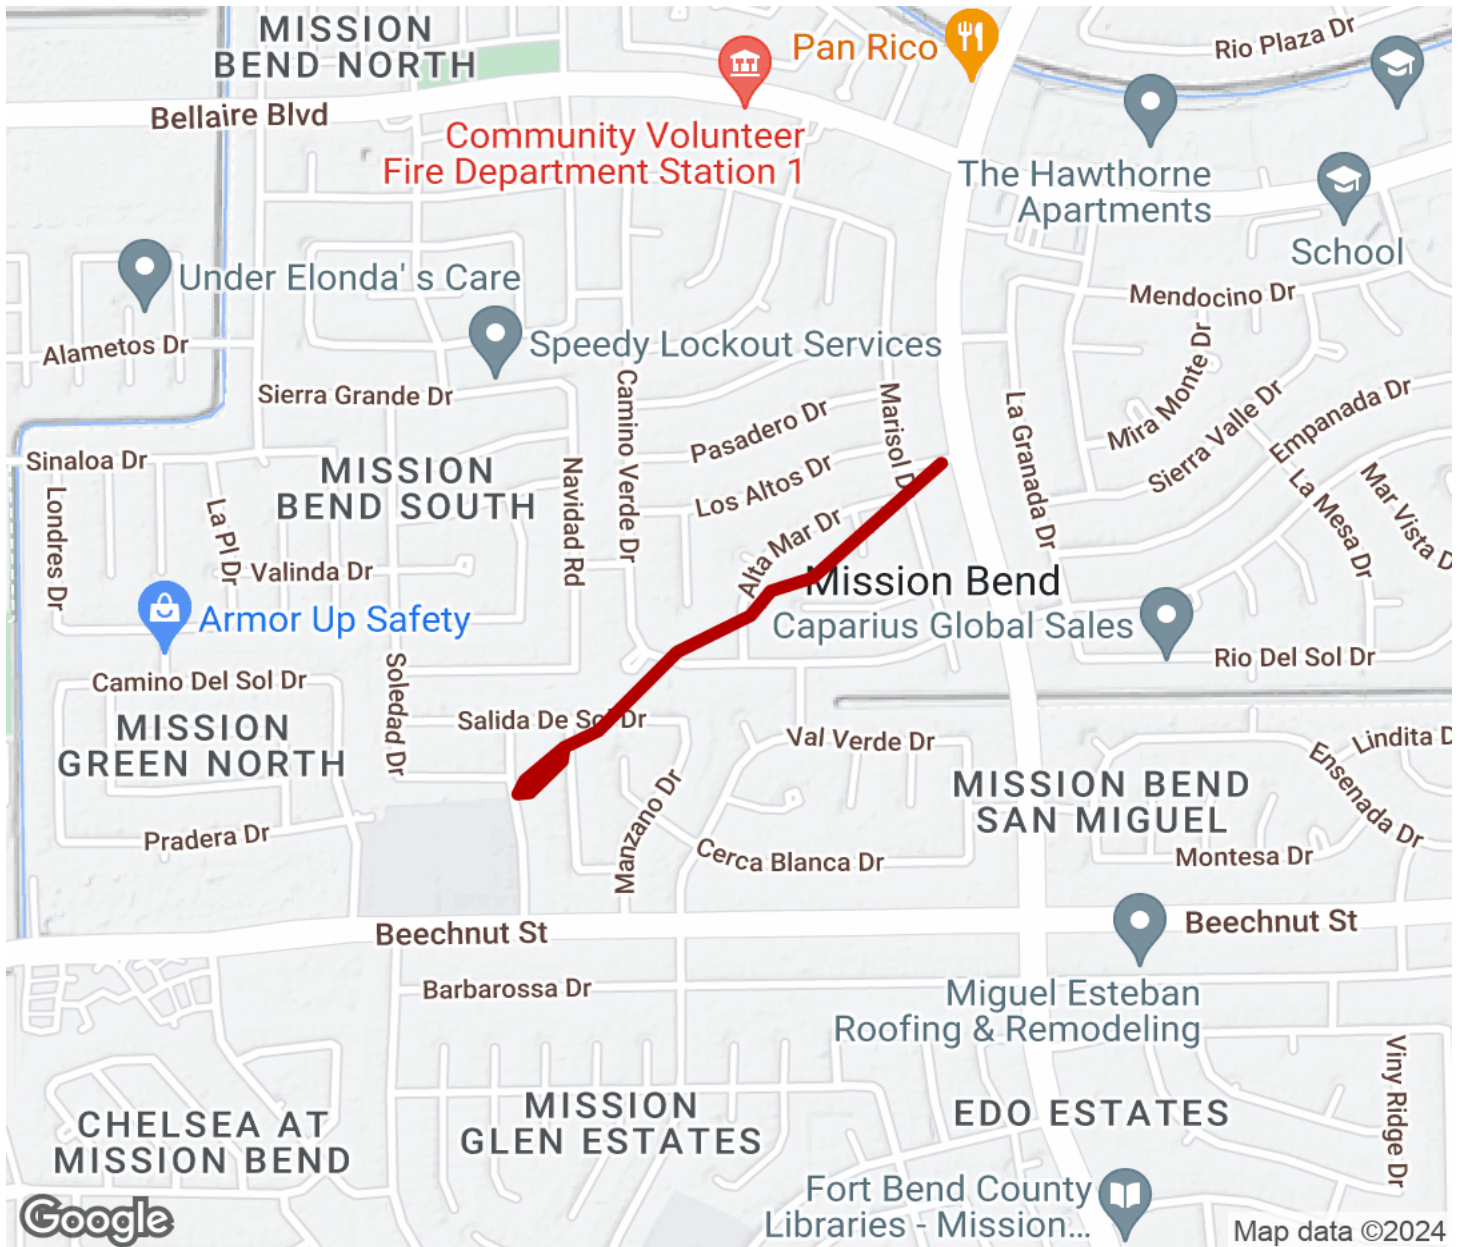 MISSION
BEND NORTH
Pan Rico
Rio Plaza Dr
Bellaire Blvd
Community Volunteer
Fire Department Station 1
The Hawthorne
Apartments
School
Under Elonda's Care
Mendocino Dr
Alametos Dr
Speedy Lockout Services
Sierra Grande Dr
Camino Verde Dr
Pasadero Dr
Marisol D
La Granada Dr
Mira Monte Dr
Sierra Valle Dr
Empanada Dr
Sinaloa Dr
MISSION
BEND SOUTH
Los Altos Dr
La Mesa Dr
Mar Vista D
Londres Dr
La Pl Dr
Navidad Rd
Alta Mar Dr
Valinda Dr
Mission Bend
Armor Up Safety
Caparius Global Sales
Rio Del Sol Dr
Camino Del Sol Dr
Soledad Dr
Salida De Sol Dr
MISSION
GREEN NORTH
Val Verde Dr
Lindita D
Ensenada Dr
MISSION BEND
SAN MIGUEL
Manzano Dr
Pradera Dr
Cerca Blanca Dr
Montesa Dr
Beechnut St
Beechnut St
Barbarossa Dr
Miguel Esteban
Roofing & Remodeling
Viny Ridge Dr
CHELSEA AT
MISSION BEND
MISSION
GLEN ESTATES
EDO ESTATES
Fort Bend County
Libraries - Mission...
Google
Map data ©2024